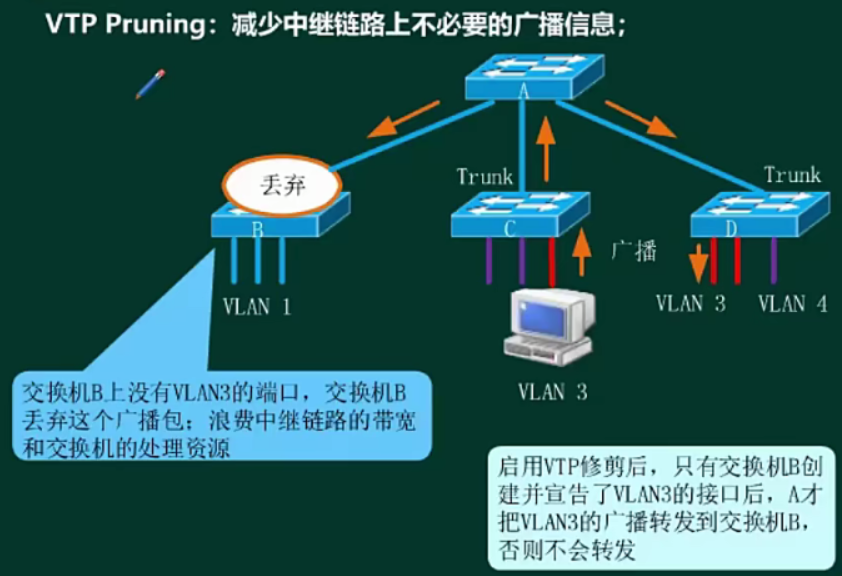 VTP Pruning：减少中继链路上不必要的广播信息；
A
丢弃
Trunk
Trunk
B
C
D
广播
VLAN 1
VLAN 3
VLAN 4
VLAN 3
交换机B上没有VLAN3的端口，交换机B
丢弃这个广播包；浪费中继链路的带宽
和交换机的处理资源
启用VTP修剪后，只有交换机B创
建并宣告了VLAN3的接口后，A才
把VLAN3的广播转发到交换机B，
否则不会转发